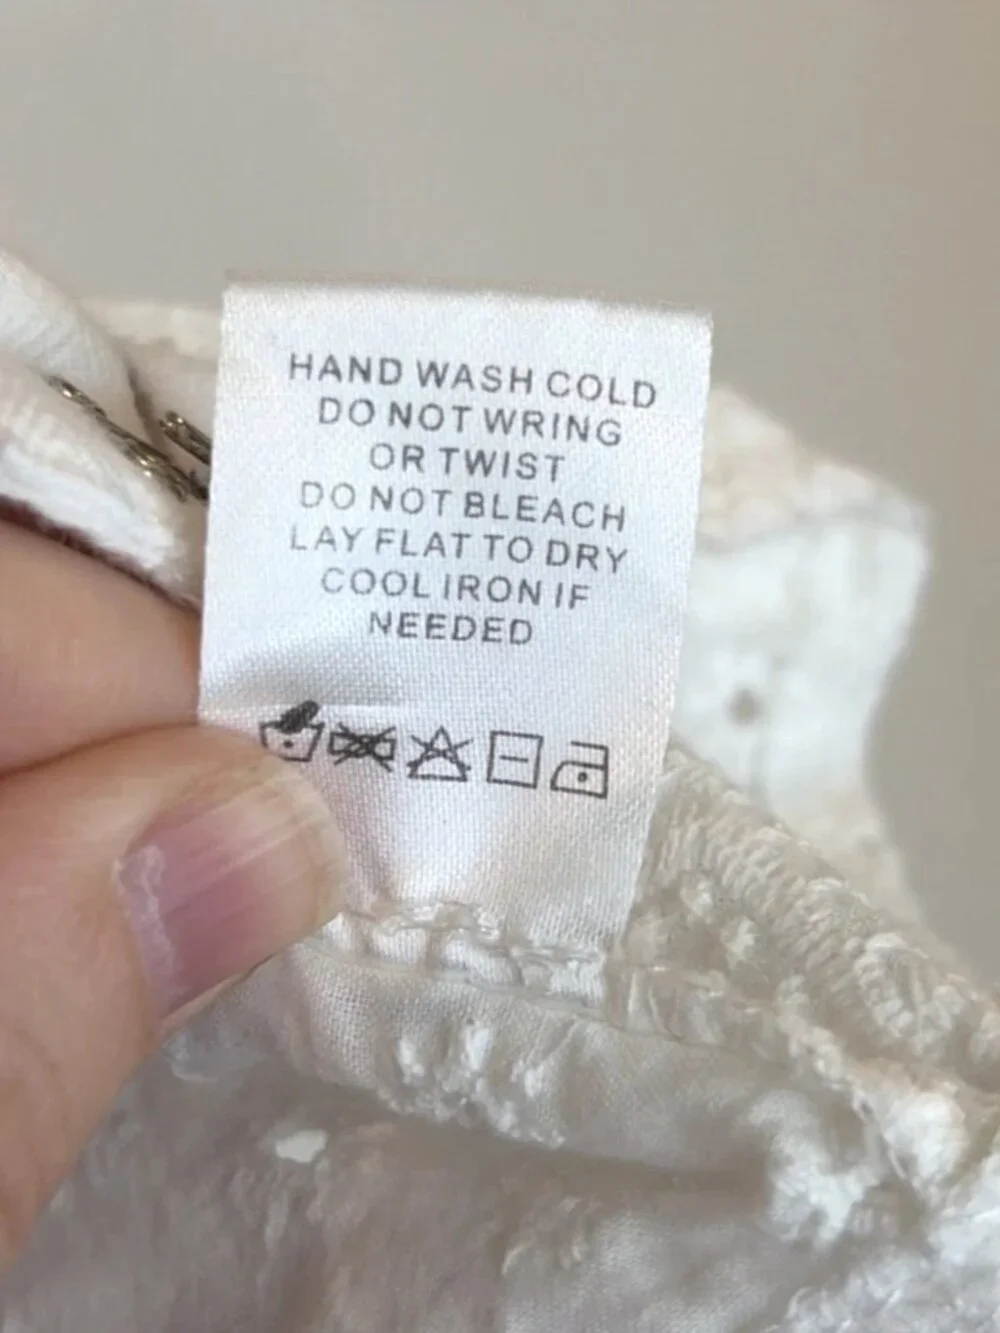 HAND WASH COLD
DO NOT WRING
OR TWIST
DO NOT BLEACH
LAY FLAT TO DRY
COOL IRON IF
NEEDED